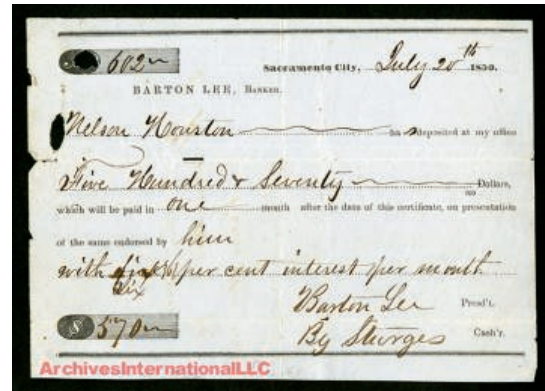 602
Sacramento City, July 20th 1850.
BARTON LEE, BANKER.
Nelson Houston has deposited at my office
Five Hundred & Seventy Dollars,
which will be paid in one month after the date of this certificate, on presentation
of the same endorsed by him
with six per cent interest per month
Six
Barton Lee Pres'd't.
$ 570 By Sturges Cash'r.
ArchivesInternationalLLC